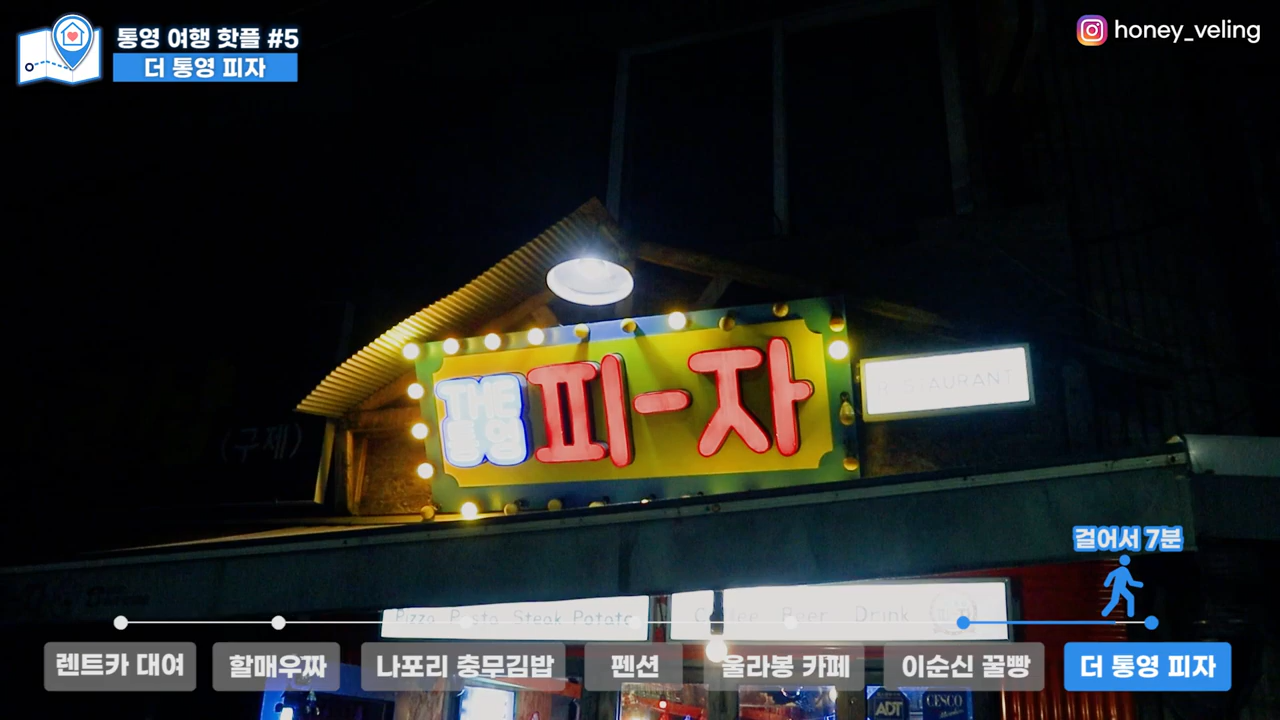 통영 여행 핫플 #5
더 통영 피자
honey_veling
THE
통영
피-자
RESTAURANT
(구제)
걸어서 7분
Pizza Pasta Steak Potato
Coffee Beer Drink
렌트카 대여
할매우짜
나포리 충무김밥
펜션
울라봉 카페
이순신 꿀빵
더 통영 피자
ADT
CESCO